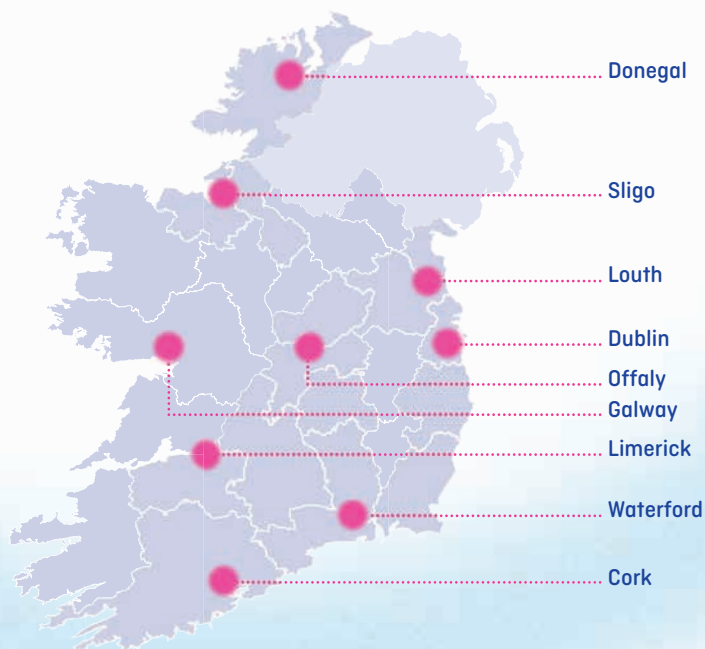 Donegal
Sligo
Louth
Dublin
Offaly
Galway
Limerick
Waterford
Cork